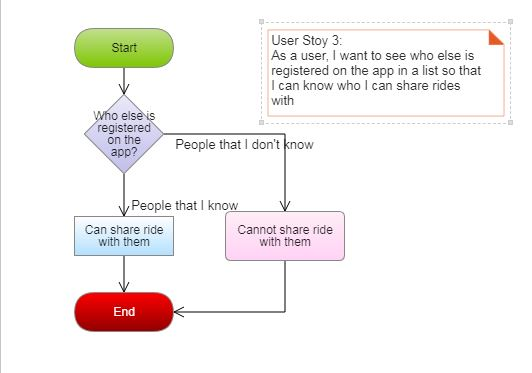 Start
User Stoy 3:
As a user, I want to see who else is
registered on the app in a list so that
I can know who I can share rides
with
Who else is
registered
on the
app?
People that I don't know
People that I know
Can share ride
with them
Cannot share ride
with them
End